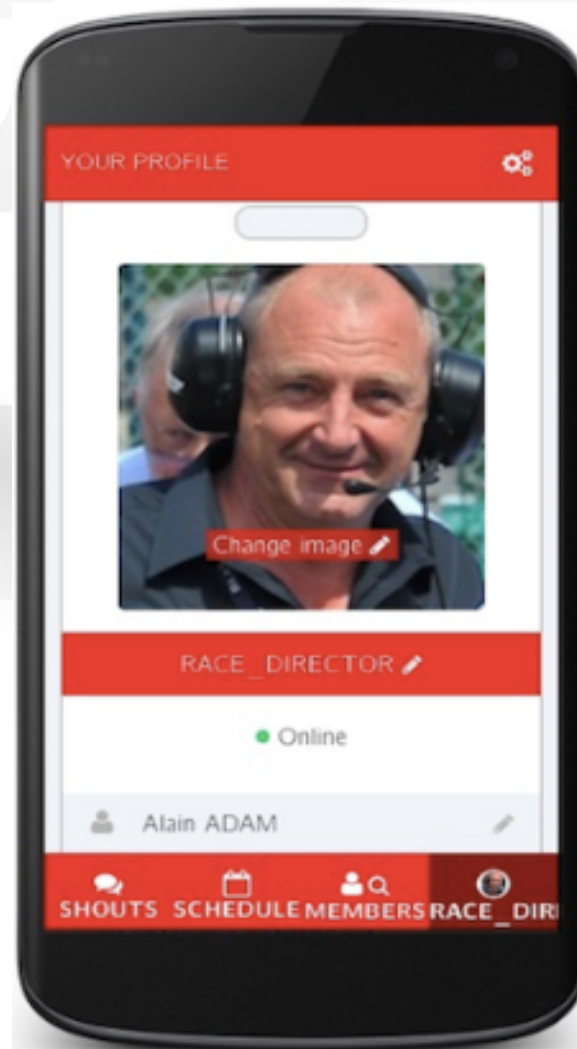 YOUR PROFILE
Change image
RACE_DIRECTOR
Online
Alain ADAM
SHOUTS SCHEDULE MEMBERS RACE_DIR